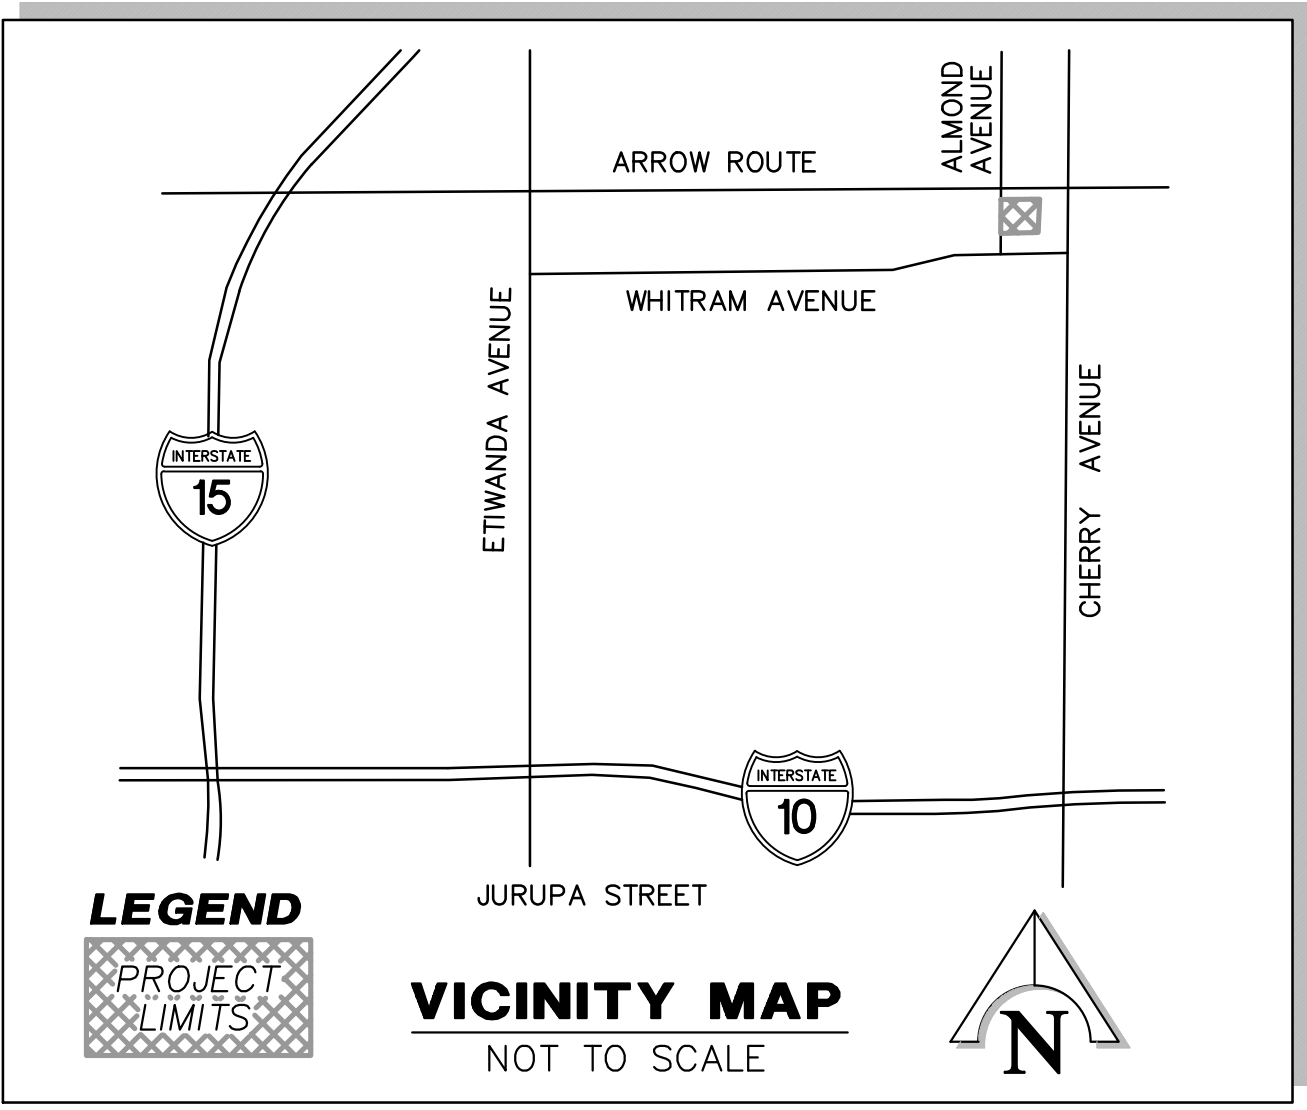 ALMOND
AVENUE
ARROW ROUTE
WHITRAM AVENUE
ETIWANDA AVENUE
CHERRY AVENUE
INTERSTATE
15
INTERSTATE
10
JURUPA STREET
LEGEND
PROJECT
LIMITS
VICINITY MAP
NOT TO SCALE
N